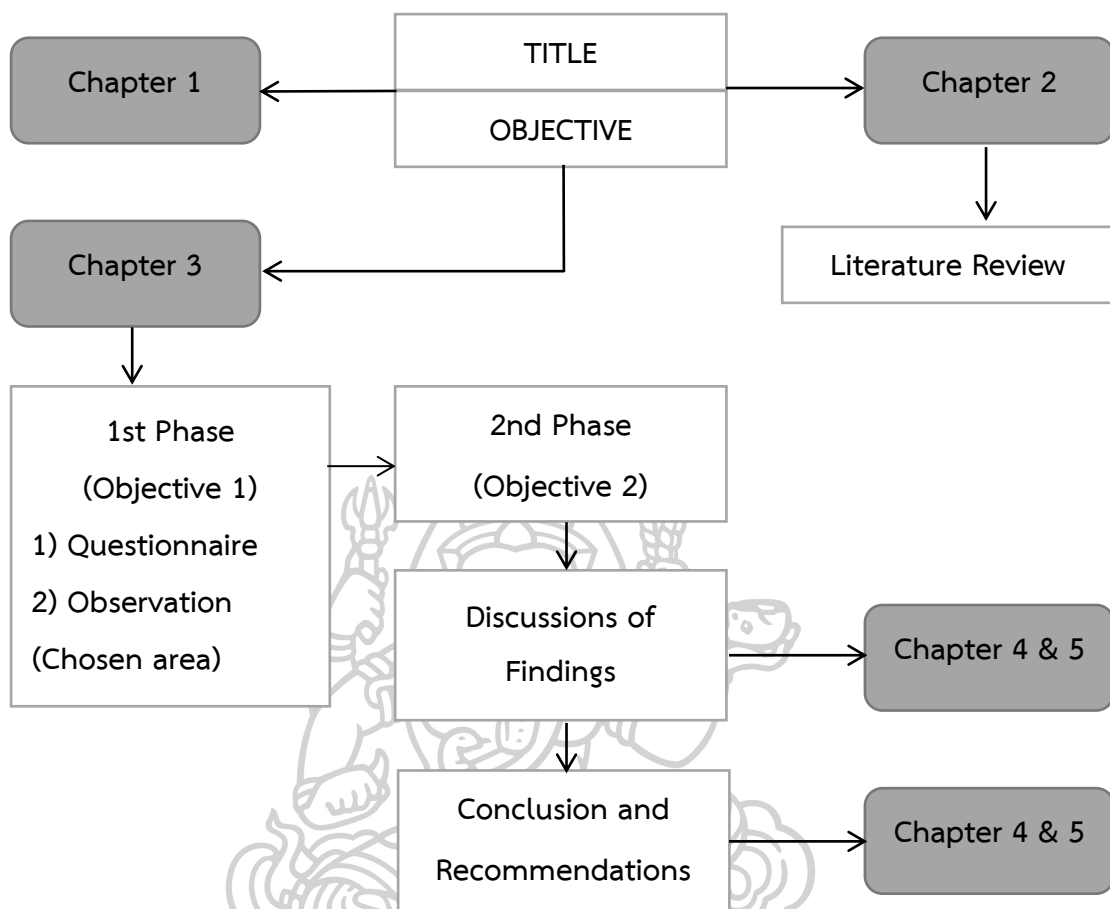 TITLE
Chapter 1
Chapter 2
OBJECTIVE
Chapter 3
Literature Review
1st Phase
(Objective 1)
1) Questionnaire
2) Observation
(Chosen area)
2nd Phase
(Objective 2)
Discussions of
Findings
Chapter 4 & 5
Conclusion and
Recommendations
Chapter 4 & 5